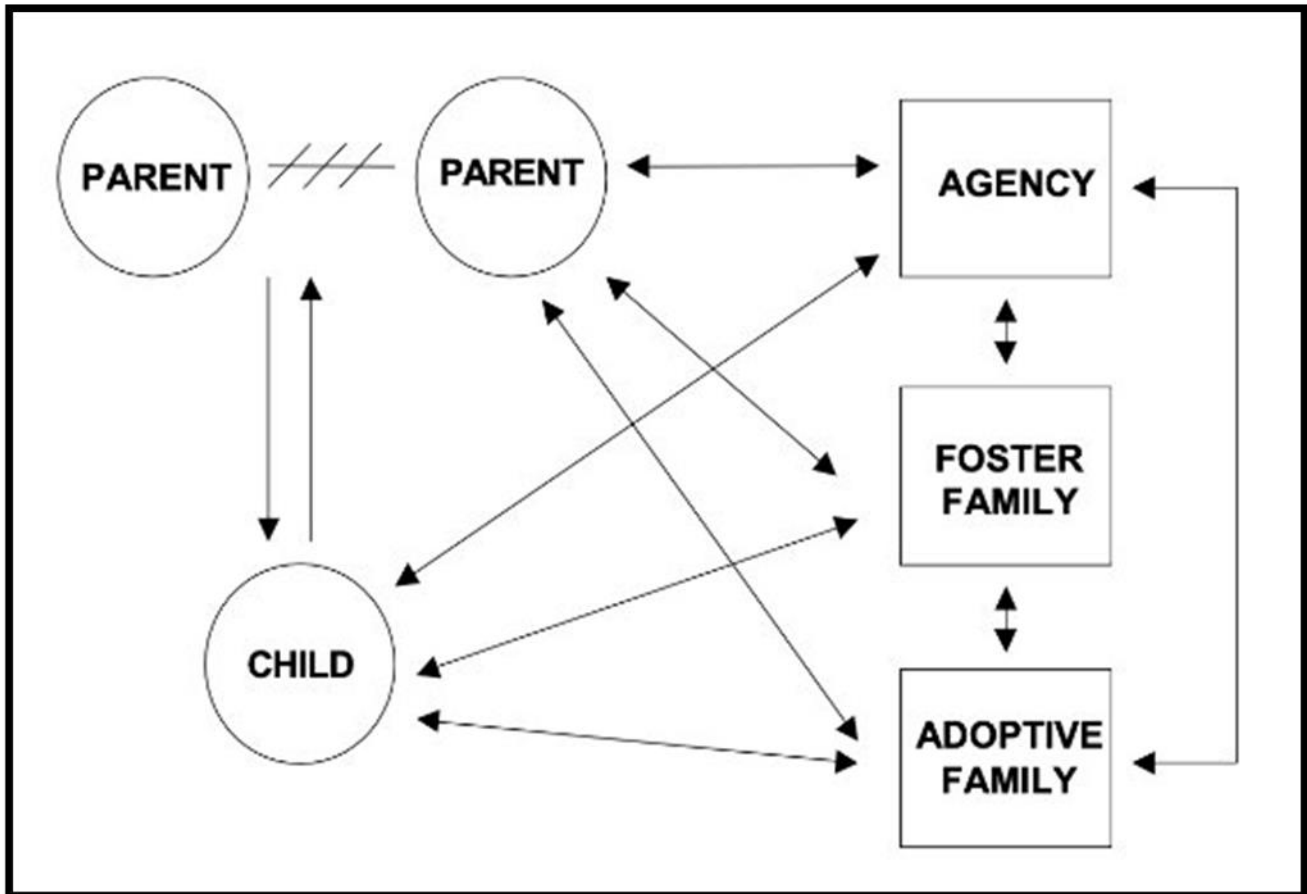 PARENT
PARENT
AGENCY
FOSTER
FAMILY
CHILD
ADOPTIVE
FAMILY